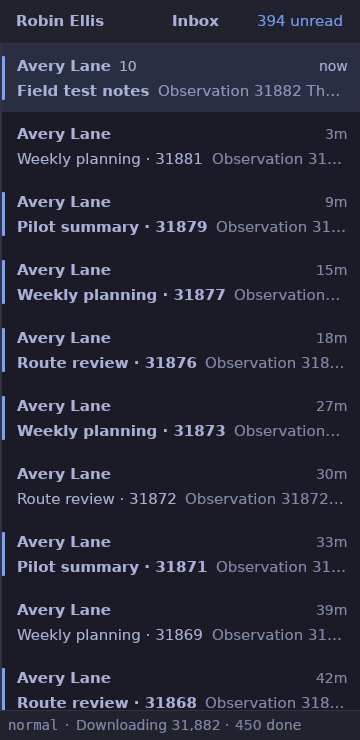 Robin Ellis Inbox 394 unread
Avery Lane 10 now
Field test notes Observation 31882 Th…
Avery Lane 3m
Weekly planning · 31881 Observation 31…
Avery Lane 9m
Pilot summary · 31879 Observation 31…
Avery Lane 15m
Weekly planning · 31877 Observation…
Avery Lane 18m
Route review · 31876 Observation 318…
Avery Lane 27m
Weekly planning · 31873 Observation…
Avery Lane 30m
Route review · 31872 Observation 31872…
Avery Lane 33m
Pilot summary · 31871 Observation 31…
Avery Lane 39m
Weekly planning · 31869 Observation 31…
Avery Lane 42m
Route review · 31868 Observation 318…
normal · Downloading 31,882 · 450 done